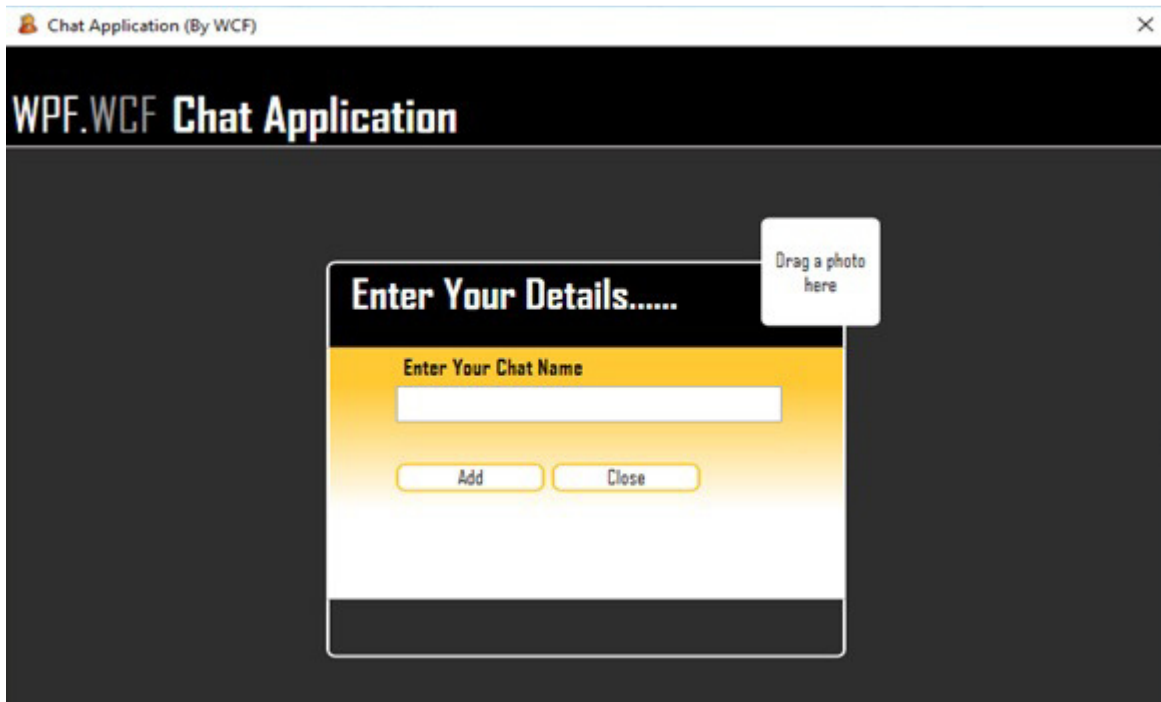 Chat Application (By WCF)
WPF.WCF Chat Application
Drag a photo
here
Enter Your Details......
Enter Your Chat Name
Add Close